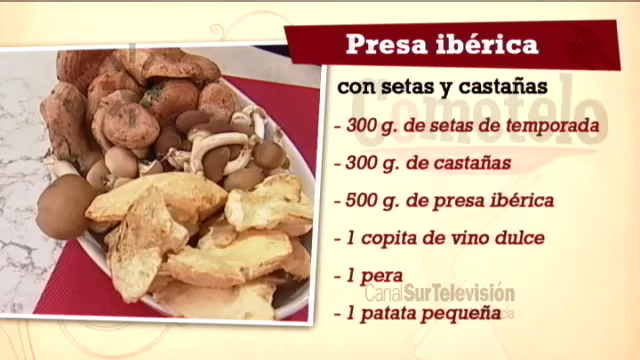 Presa ibérica
con setas y castañas
Cometelo
- 300 g. de setas de temporada
- 300 g. de castañas
- 500 g. de presa ibérica
- 1 copita de vino dulce
- 1 pera
CanalSurTelevisión
- 1 patata pequeña